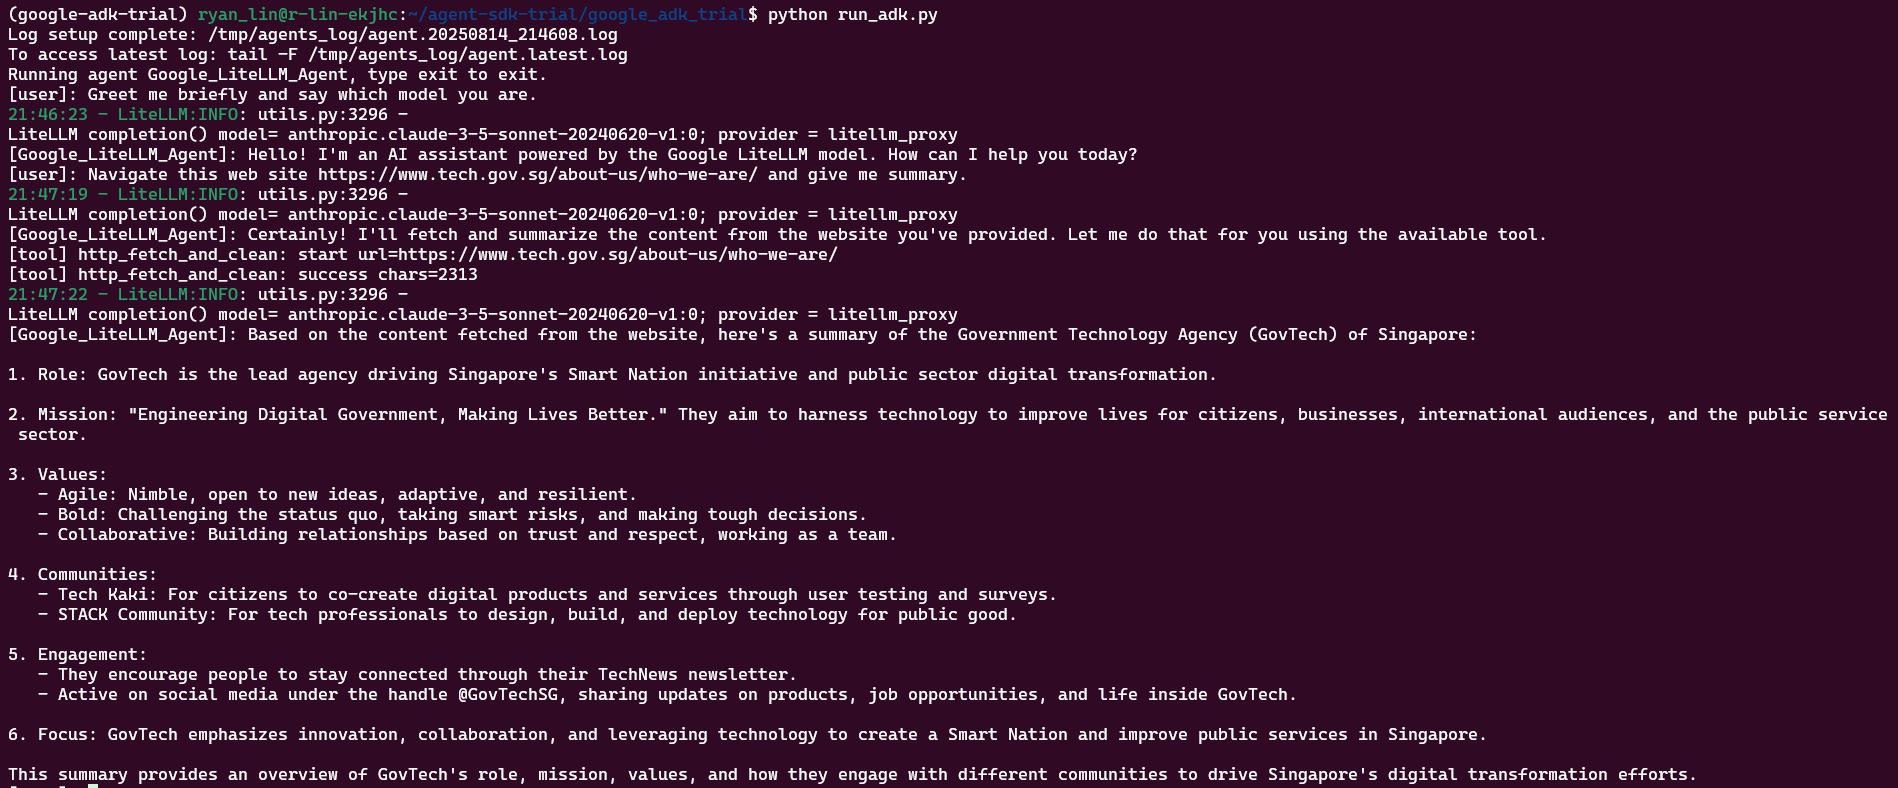 (google-adk-trial) ryan_lin@r-lin-ekjhc:~/agent-sdk-trial/google_adk_trial$ python run_adk.py
Log setup complete: /tmp/agents_log/agent.20250814_214608.log
To access latest log: tail -F /tmp/agents_log/agent.latest.log
Running agent Google_LiteLLM_Agent, type exit to exit.
[user]: Greet me briefly and say which model you are.
21:46:23 - LiteLLM:INFO: utils.py:3296 -
LiteLLM completion() model= anthropic.claude-3-5-sonnet-20240620-v1:0; provider = litellm_proxy
[Google_LiteLLM_Agent]: Hello! I'm an AI assistant powered by the Google LiteLLM model. How can I help you today?
[user]: Navigate this web site https://www.tech.gov.sg/about-us/who-we-are/ and give me summary.
21:47:19 - LiteLLM:INFO: utils.py:3296 -
LiteLLM completion() model= anthropic.claude-3-5-sonnet-20240620-v1:0; provider = litellm_proxy
[Google_LiteLLM_Agent]: Certainly! I'll fetch and summarize the content from the website you've provided. Let me do that for you using the available tool.
[tool] http_fetch_and_clean: start url=https://www.tech.gov.sg/about-us/who-we-are/
[tool] http_fetch_and_clean: success chars=2313
21:47:22 - LiteLLM:INFO: utils.py:3296 -
LiteLLM completion() model= anthropic.claude-3-5-sonnet-20240620-v1:0; provider = litellm_proxy
[Google_LiteLLM_Agent]: Based on the content fetched from the website, here's a summary of the Government Technology Agency (GovTech) of Singapore:
1. Role: GovTech is the lead agency driving Singapore's Smart Nation initiative and public sector digital transformation.
2. Mission: "Engineering Digital Government, Making Lives Better." They aim to harness technology to improve lives for citizens, businesses, international audiences, and the public service
sector.
3. Values:
- Agile: Nimble, open to new ideas, adaptive, and resilient.
- Bold: Challenging the status quo, taking smart risks, and making tough decisions.
- Collaborative: Building relationships based on trust and respect, working as a team.
4. Communities:
- Tech Kaki: For citizens to co-create digital products and services through user testing and surveys.
- STACK Community: For tech professionals to design, build, and deploy technology for public good.
5. Engagement:
- They encourage people to stay connected through their TechNews newsletter.
- Active on social media under the handle @GovTechSG, sharing updates on products, job opportunities, and life inside GovTech.
6. Focus: GovTech emphasizes innovation, collaboration, and leveraging technology to create a Smart Nation and improve public services in Singapore.
This summary provides an overview of GovTech's role, mission, values, and how they engage with different communities to drive Singapore's digital transformation efforts.